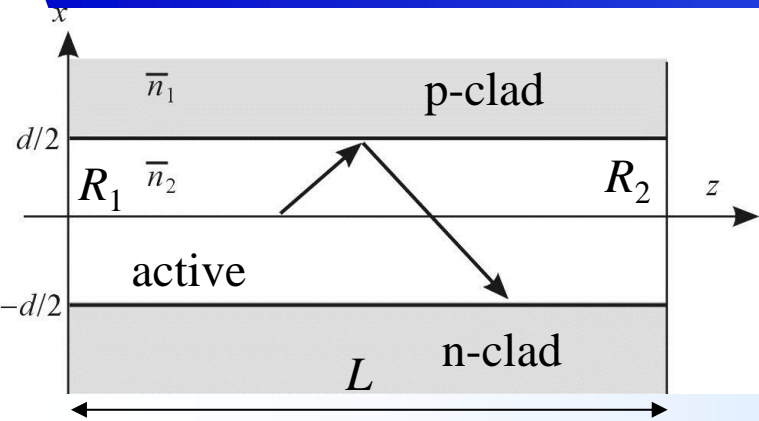 x
n̅₁ p-clad
d/2
R₁ n̅₂ R₂ z
active
−d/2
n-clad
L